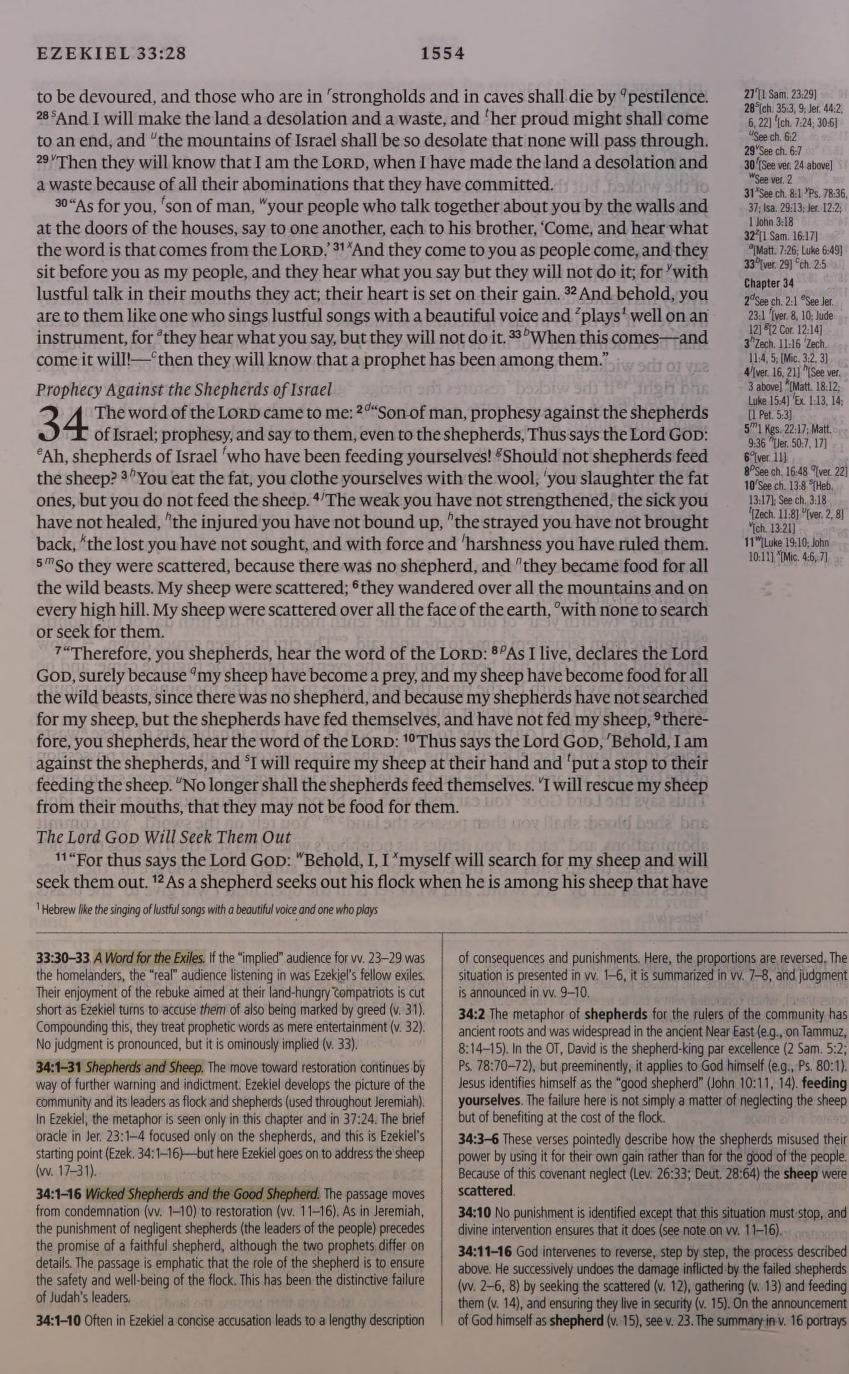 EZEKIEL 33:28
1554
to be devoured, and those who are in ʳstrongholds and in caves shall die by ᵠpestilence.
28 ˢAnd I will make the land a desolation and a waste, and ᵗher proud might shall come
to an end, and ᵘthe mountains of Israel shall be so desolate that none will pass through.
29 ᵛThen they will know that I am the LORD, when I have made the land a desolation and
a waste because of all their abominations that they have committed.
30 “As for you, ᶠson of man, ʷyour people who talk together about you by the walls and
at the doors of the houses, say to one another, each to his brother, ‘Come, and hear what
the word is that comes from the LORD.’ 31 ˣAnd they come to you as people come, and they
sit before you as my people, and they hear what you say but they will not do it; for ʸwith
lustful talk in their mouths they act; their heart is set on their gain. 32 And behold, you
are to them like one who sings lustful songs with a beautiful voice and ᶻplays¹ well on an
instrument, for ᵃthey hear what you say, but they will not do it. 33 ᵇWhen this comes—and
come it will!—ᶜthen they will know that a prophet has been among them.”
Prophecy Against the Shepherds of Israel
34 The word of the LORD came to me: 2 ᵈ“Son of man, prophesy against the shepherds
of Israel; prophesy, and say to them, even to the shepherds, Thus says the Lord GOD:
ᵉAh, shepherds of Israel ᶠwho have been feeding yourselves! ᵍShould not shepherds feed
the sheep? 3 ʰYou eat the fat, you clothe yourselves with the wool, ⁱyou slaughter the fat
ones, but you do not feed the sheep. 4 ʲThe weak you have not strengthened, the sick you
have not healed, ʰthe injured you have not bound up, ʰthe strayed you have not brought
back, ᵏthe lost you have not sought, and with force and ˡharshness you have ruled them.
5 ᵐSo they were scattered, because there was no shepherd, and ⁿthey became food for all
the wild beasts. My sheep were scattered; 6 they wandered over all the mountains and on
every high hill. My sheep were scattered over all the face of the earth, ᵒwith none to search
or seek for them.
7 “Therefore, you shepherds, hear the word of the LORD: 8 ᵖAs I live, declares the Lord
GOD, surely because ᵠmy sheep have become a prey, and my sheep have become food for all
the wild beasts, since there was no shepherd, and because my shepherds have not searched
for my sheep, but the shepherds have fed themselves, and have not fed my sheep, 9 there-
fore, you shepherds, hear the word of the LORD: 10 Thus says the Lord GOD, ʳBehold, I am
against the shepherds, and ˢI will require my sheep at their hand and ᵗput a stop to their
feeding the sheep. ᵘNo longer shall the shepherds feed themselves. ᵛI will rescue my sheep
from their mouths, that they may not be food for them.
The Lord GOD Will Seek Them Out
11 “For thus says the Lord GOD: ʷBehold, I, I ˣmyself will search for my sheep and will
seek them out. 12 As a shepherd seeks out his flock when he is among his sheep that have
¹ Hebrew like the singing of lustful songs with a beautiful voice and one who plays
27 ʳ[1 Sam. 23:29]
28 ˢ[ch. 35:3, 9; Jer. 44:2,
6, 22] ᵗ[ch. 7:24; 30:6]
ᵘSee ch. 6:2
29 ᵛSee ch. 6:7
30 ᶠ[See ver. 24 above]
ʷSee ver. 2
31 ˣSee ch. 8:1 ʸPs. 78:36,
37; Isa. 29:13; Jer. 12:2;
1 John 3:18
32 ᶻ[1 Sam. 16:17]
ᵃ[Matt. 7:26; Luke 6:49]
33 ᵇ[ver. 29] ᶜch. 2:5
Chapter 34
2 ᵈSee ch. 2:1 ᵉSee Jer.
23:1 ᶠ[ver. 8, 10; Jude
12] ᵍ[2 Cor. 12:14]
3 ʰZech. 11:16 ⁱZech.
11:4, 5; [Mic. 3:2, 3]
4 ʲ[ver. 16, 21] ʰ[See ver.
3 above] ᵏ[Matt. 18:12;
Luke 15:4] ˡEx. 1:13, 14;
[1 Pet. 5:3]
5 ᵐ1 Kgs. 22:17; Matt.
9:36 ⁿ[Jer. 50:7, 17]
6 ᵒ[ver. 11]
8 ᵖSee ch. 16:48 ᵠ[ver. 22]
10 ʳSee ch. 13:8 ˢ[Heb.
13:17]; See ch. 3:18
ᵗ[Zech. 11:8] ᵘ[ver. 2, 8]
ᵛ[ch. 13:21]
11 ʷ[Luke 19:10; John
10:11] ˣ[Mic. 4:6, 7]
33:30–33 A Word for the Exiles. If the “implied” audience for vv. 23–29 was
the homelanders, the “real” audience listening in was Ezekiel’s fellow exiles.
Their enjoyment of the rebuke aimed at their land-hungry compatriots is cut
short as Ezekiel turns to accuse them of also being marked by greed (v. 31).
Compounding this, they treat prophetic words as mere entertainment (v. 32).
No judgment is pronounced, but it is ominously implied (v. 33).
34:1–31 Shepherds and Sheep. The move toward restoration continues by
way of further warning and indictment. Ezekiel develops the picture of the
community and its leaders as flock and shepherds (used throughout Jeremiah).
In Ezekiel, the metaphor is seen only in this chapter and in 37:24. The brief
oracle in Jer. 23:1–4 focused only on the shepherds, and this is Ezekiel’s
starting point (Ezek. 34:1–16)—but here Ezekiel goes on to address the sheep
(vv. 17–31).
34:1–16 Wicked Shepherds and the Good Shepherd. The passage moves
from condemnation (vv. 1–10) to restoration (vv. 11–16). As in Jeremiah,
the punishment of negligent shepherds (the leaders of the people) precedes
the promise of a faithful shepherd, although the two prophets differ on
details. The passage is emphatic that the role of the shepherd is to ensure
the safety and well-being of the flock. This has been the distinctive failure
of Judah’s leaders.
34:1–10 Often in Ezekiel a concise accusation leads to a lengthy description
of consequences and punishments. Here, the proportions are reversed. The
situation is presented in vv. 1–6, it is summarized in vv. 7–8, and judgment
is announced in vv. 9–10.
34:2 The metaphor of shepherds for the rulers of the community has
ancient roots and was widespread in the ancient Near East (e.g., on Tammuz,
8:14–15). In the OT, David is the shepherd-king par excellence (2 Sam. 5:2;
Ps. 78:70–72), but preeminently, it applies to God himself (e.g., Ps. 80:1).
Jesus identifies himself as the “good shepherd” (John 10:11, 14). feeding
yourselves. The failure here is not simply a matter of neglecting the sheep
but of benefiting at the cost of the flock.
34:3–6 These verses pointedly describe how the shepherds misused their
power by using it for their own gain rather than for the good of the people.
Because of this covenant neglect (Lev. 26:33; Deut. 28:64) the sheep were
scattered.
34:10 No punishment is identified except that this situation must stop, and
divine intervention ensures that it does (see note on vv. 11–16).
34:11–16 God intervenes to reverse, step by step, the process described
above. He successively undoes the damage inflicted by the failed shepherds
(vv. 2–6, 8) by seeking the scattered (v. 12), gathering (v. 13) and feeding
them (v. 14), and ensuring they live in security (v. 15). On the announcement
of God himself as shepherd (v. 15), see v. 23. The summary in v. 16 portrays